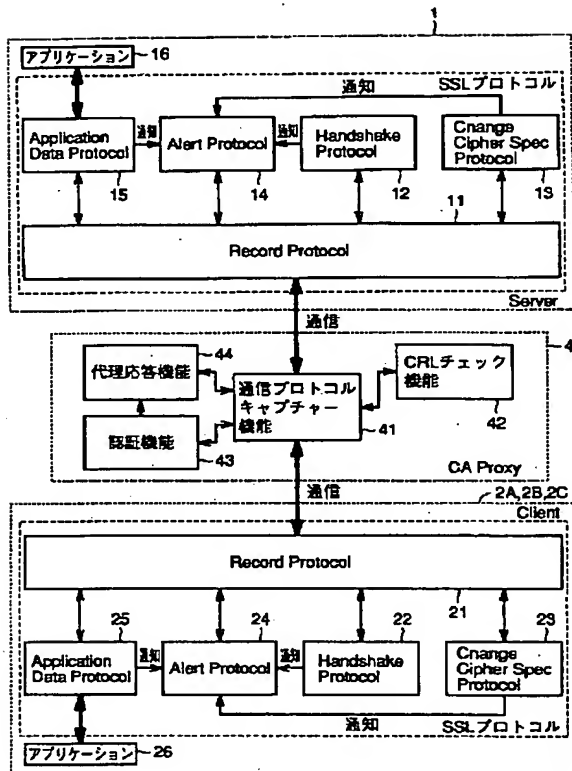 1
アプリケーション 16
通知 SSLプロトコル
Application
Data Protocol
通知
Alert Protocol
通知
Handshake
Protocol
Cnange
Cipher Spec
Protocol
15
14
12
13
11
Record Protocol
Server
通信
4
44
代理応答機能
通信プロトコル
キャプチャー
機能
41
CRLチェック
機能
42
認証機能
43
CA Proxy
通信
2A,2B,2C
Client
Record Protocol
21
25
24
22
23
Application
Data Protocol
通知
Alert Protocol
通知
Handshake
Protocol
Cnange
Cipher Spec
Protocol
通知 SSLプロトコル
アプリケーション 26